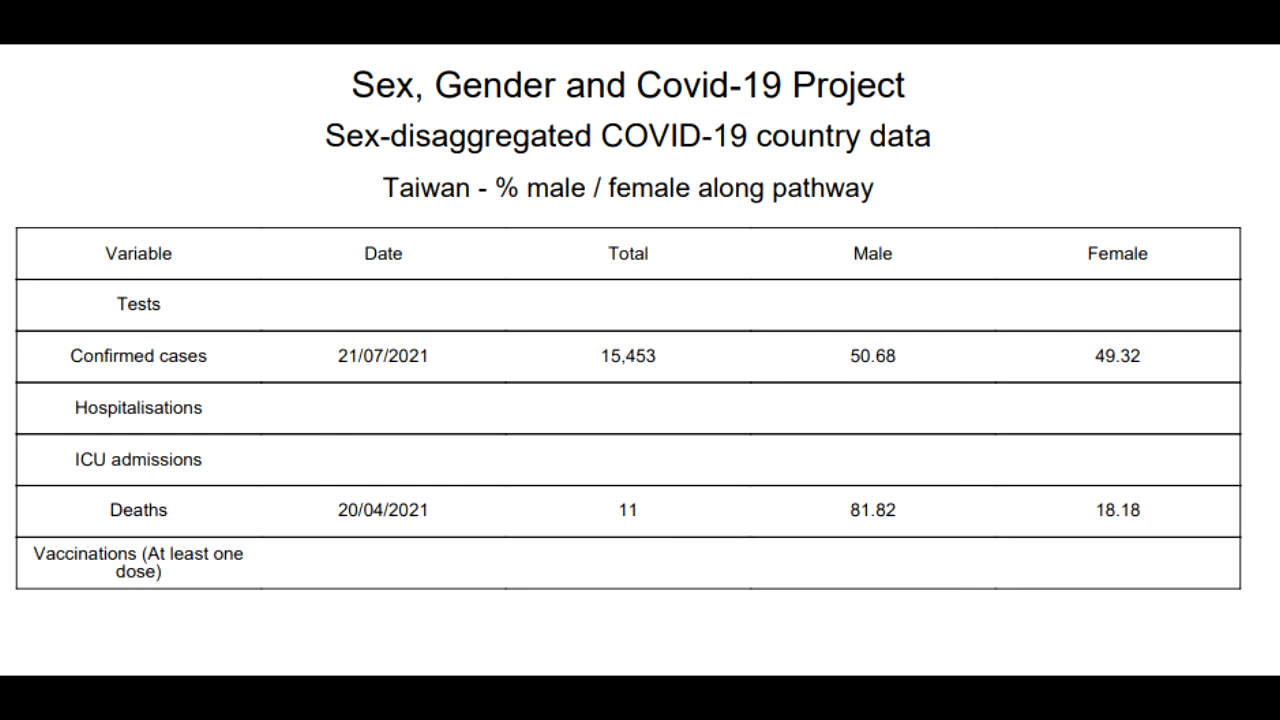 Sex, Gender and Covid-19 Project
Sex-disaggregated COVID-19 country data
Taiwan - % male / female along pathway
Variable Date Total Male Female
Tests
Confirmed cases 21/07/2021 15,453 50.68 49.32
Hospitalisations
ICU admissions
Deaths 20/04/2021 11 81.82 18.18
Vaccinations (At least one
dose)